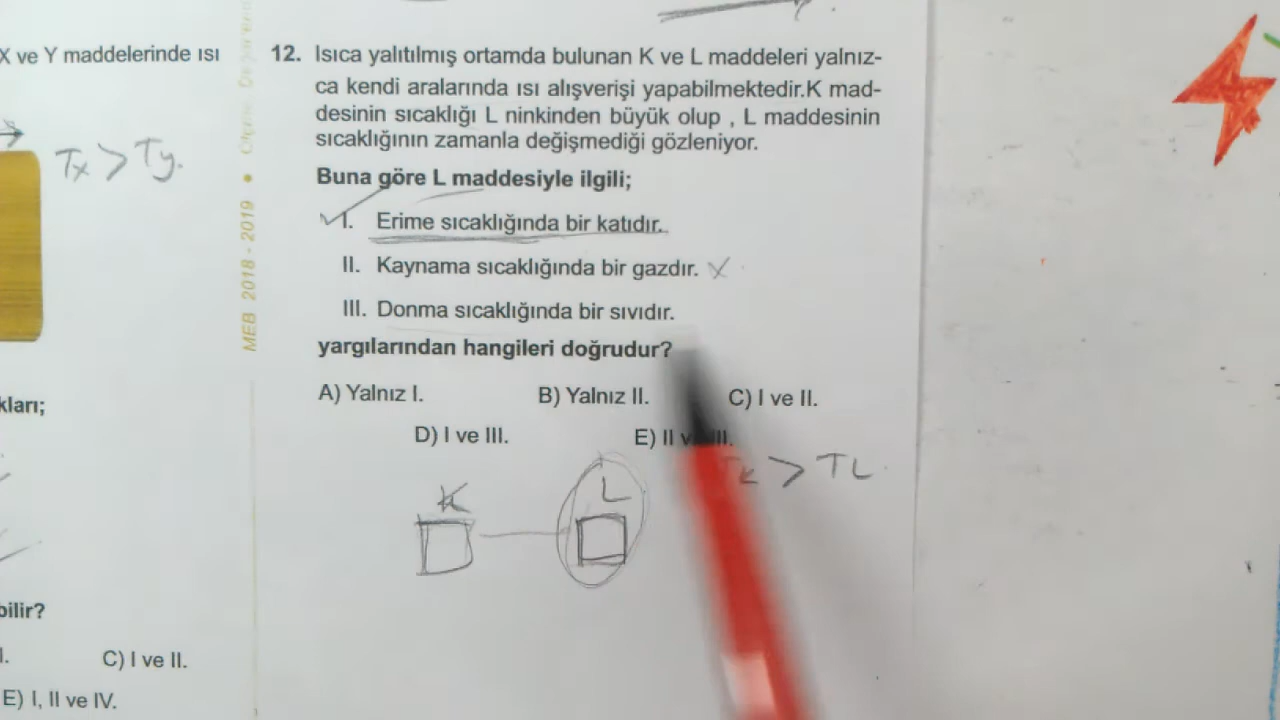 X ve Y maddelerinde ısı
Tx > Ty.
kları;
bilir?
I.
C) I ve II.
E) I, II ve IV.
MEB 2018 - 2019 •
12. Isıca yalıtılmış ortamda bulunan K ve L maddeleri yalnız-
ca kendi aralarında ısı alışverişi yapabilmektedir.K mad-
desinin sıcaklığı L ninkinden büyük olup , L maddesinin
sıcaklığının zamanla değişmediği gözleniyor.
Buna göre L maddesiyle ilgili;
I. Erime sıcaklığında bir katıdır.
II. Kaynama sıcaklığında bir gazdır. X
III. Donma sıcaklığında bir sıvıdır.
yargılarından hangileri doğrudur?
A) Yalnız I.
B) Yalnız II.
C) I ve II.
D) I ve III.
E) II v III.
K > TL
K
L